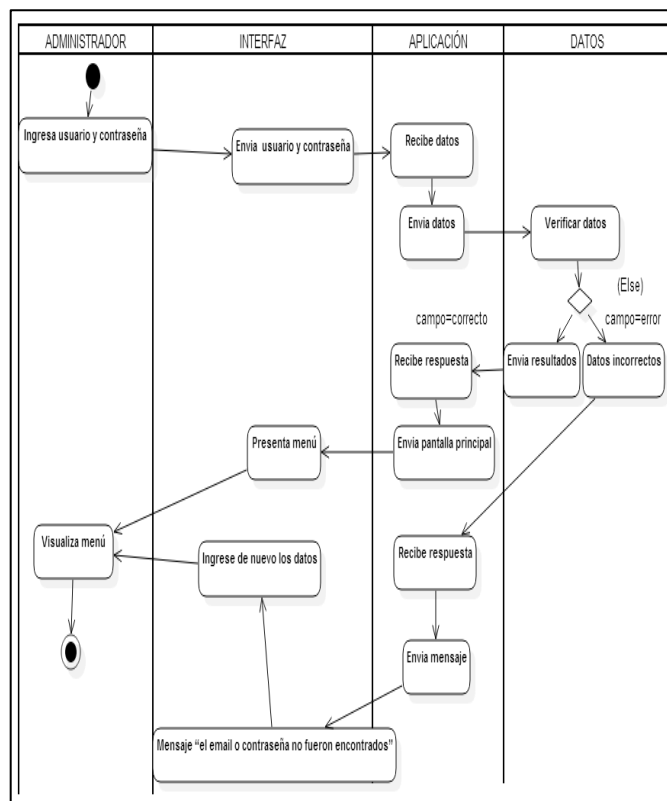 ADMINISTRADOR
INTERFAZ
APLICACIÓN
DATOS
Ingresa usuario y contraseña
Envia usuario y contraseña
Recibe datos
Envia datos
Verificar datos
(Else)
campo=correcto
campo=error
Recibe respuesta
Envia resultados
Datos incorrectos
Presenta menú
Envia pantalla principal
Visualiza menú
Ingrese de nuevo los datos
Recibe respuesta
Envia mensaje
Mensaje “el email o contraseña no fueron encontrados”